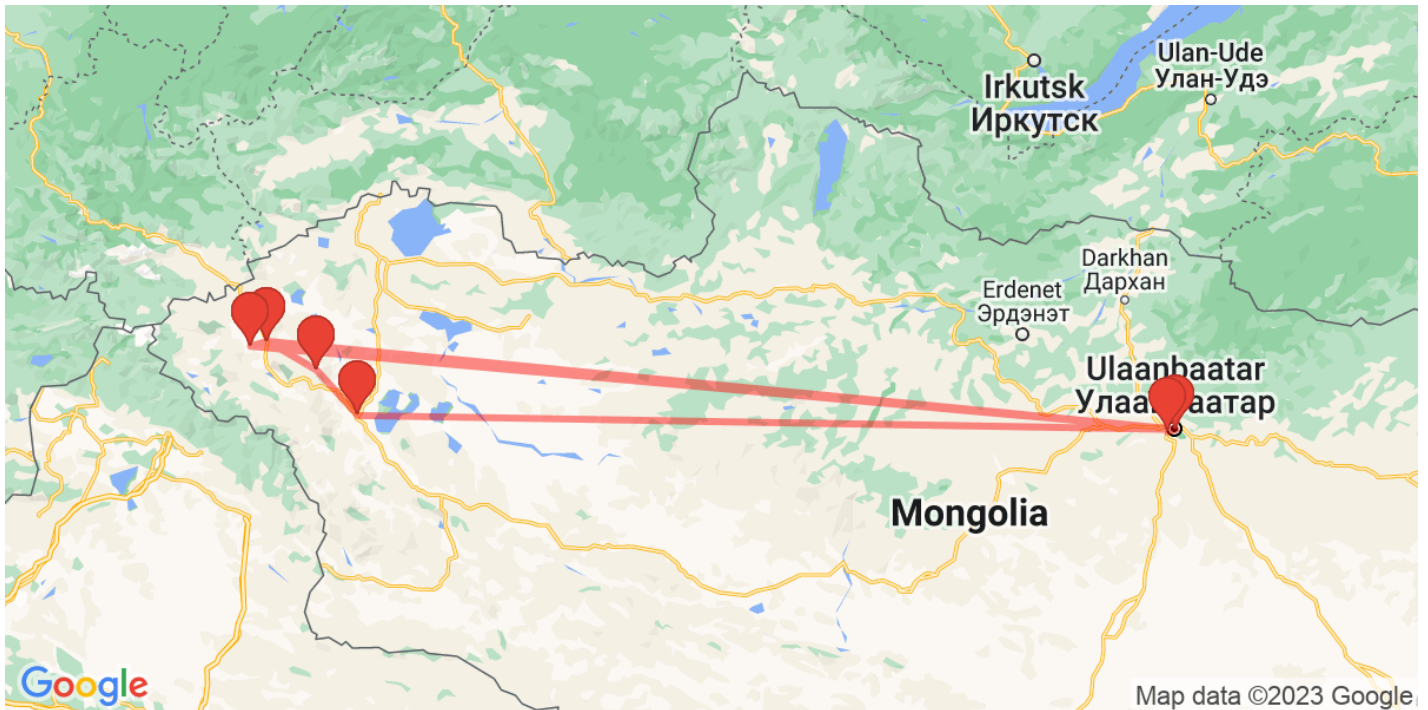 Ulan-Ude
Улан-Удэ
Irkutsk
Иркутск
Darkhan
Дархан
Erdenet
Эрдэнэт
Ulaanbaatar
Mongolia
Google
Map data ©2023 Google